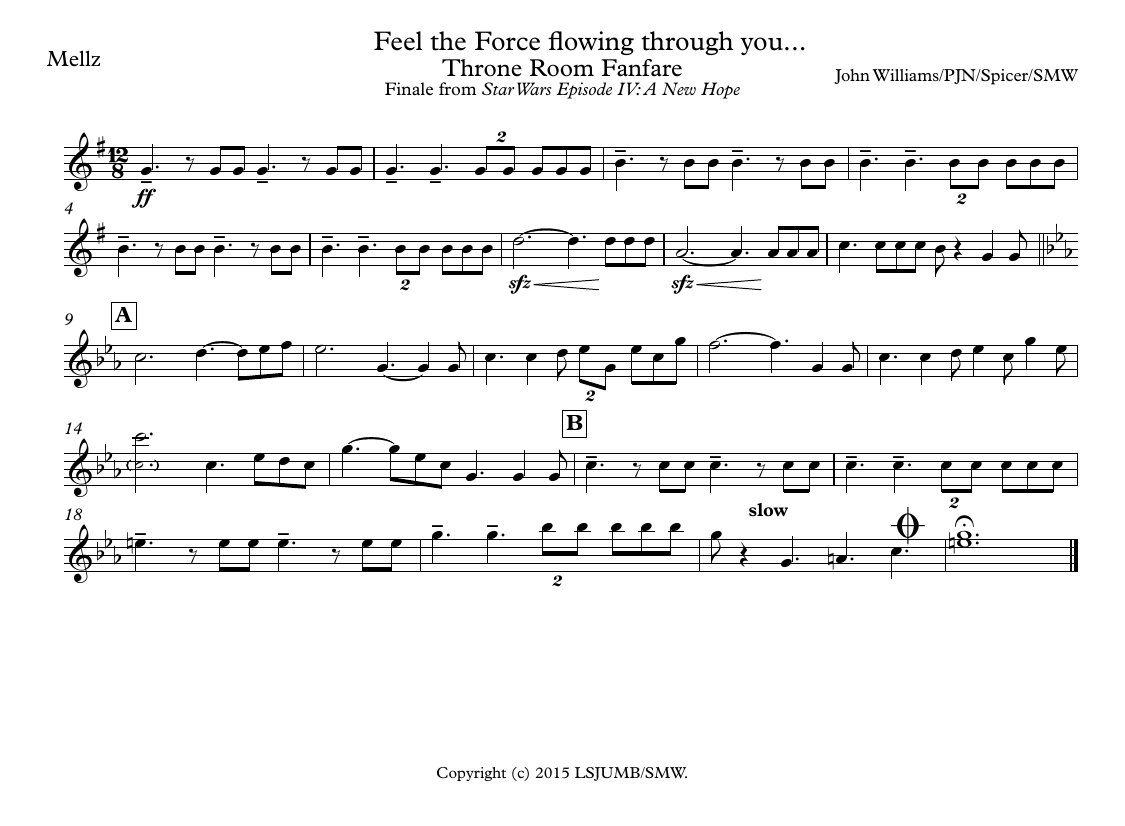 Mellz
Feel the Force flowing through you...
Throne Room Fanfare
Finale from Star Wars Episode IV: A New Hope
John Williams/PJN/Spicer/SMW
12
8
2
ff
2
4
2
sfz
sfz
9
A
2
14
B
2
18
slow
2
Copyright (c) 2015 LSJUMB/SMW.